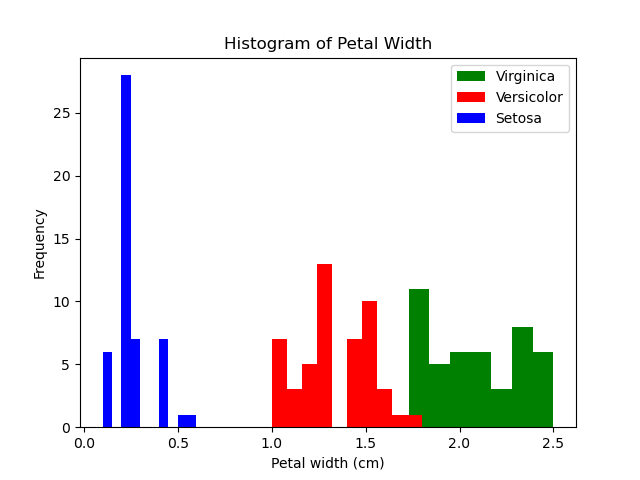 Histogram of Petal Width
Virginica
Versicolor
Setosa
Frequency
25
20
15
10
5
0
0.0 0.5 1.0 1.5 2.0 2.5
Petal width (cm)